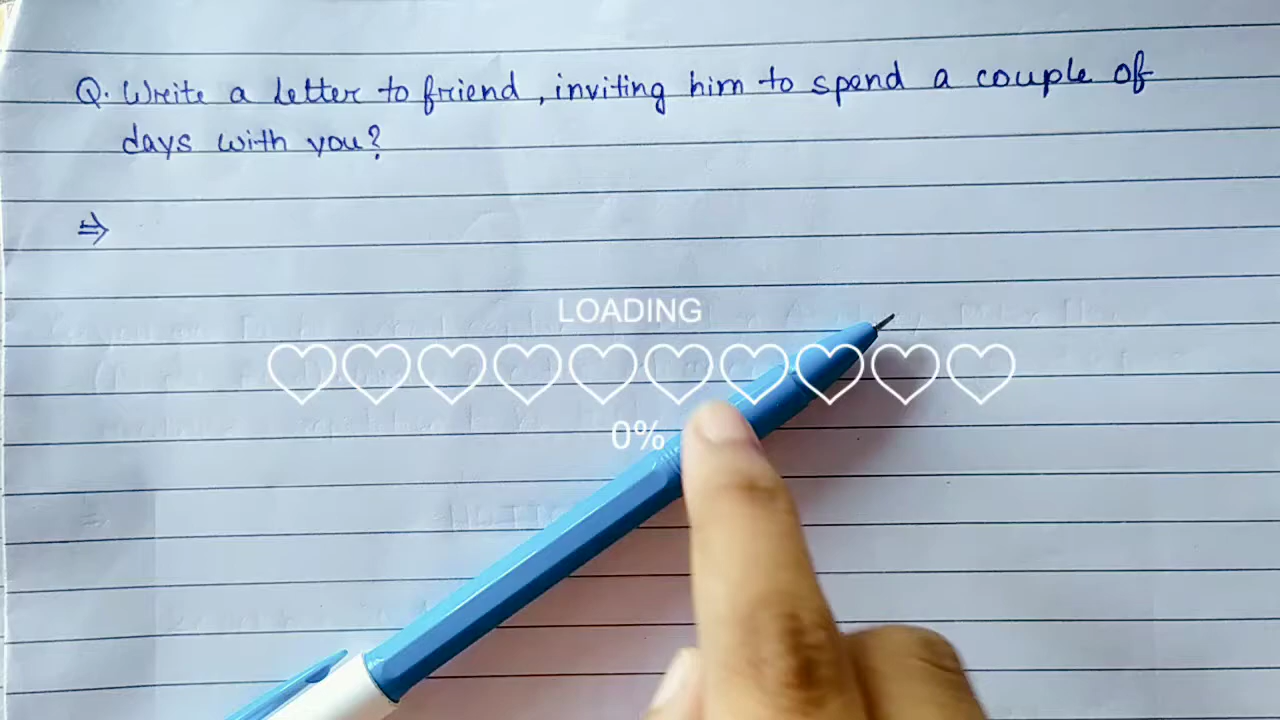 Q. Write a letter to friend, inviting him to spend a couple of
days with you?
⇒
LOADING
0%